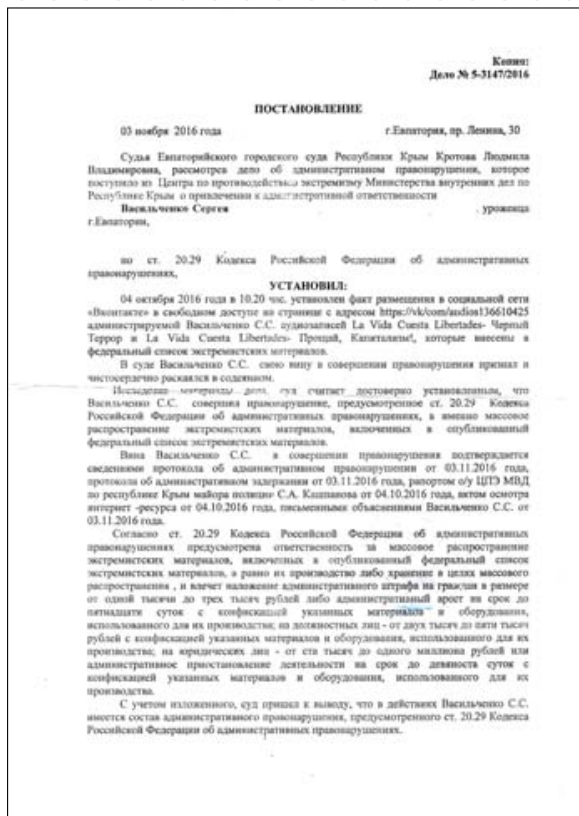 Копия:
Дело № 5-3147/2016
ПОСТАНОВЛЕНИЕ
03 ноября 2016 года г.Евпатория, пр. Ленина, 30
Судья Евпаторийского городского суда Республики Крым Кротова Людмила
Владимировна, рассмотрев дело об административном правонарушении, которое
поступило из Центра по противодействию экстремизму Министерства внутренних дел по
Республике Крым о привлечении к административной ответственности
Васильченко Сергея , уроженца
г.Евпатории,
по ст. 20.29 Кодекса Российской Федерации об административных
правонарушениях,
УСТАНОВИЛ:
04 октября 2016 года в 10.20 час. установлен факт размещения в социальной сети
«Вконтакте» в свободном доступе на странице с адресом https://vk/com/audios136610425
администрируемой Васильченко С.С. аудиозаписей La Vida Cuesta Libertades- Черный
Террор и La Vida Cuesta Libertades- Прощай, Капитализм!, которые внесены в
федеральный список экстремистских материалов.
В суде Васильченко С.С. свою вину в совершении правонарушения признал и
чистосердечно раскаялся в содеянном.
Исследовав материалы дела, суд считает достоверно установленным, что
Васильченко С.С. совершил правонарушение, предусмотренное ст. 20.29 Кодекса
Российской Федерации об административных правонарушениях, а именно массовое
распространение экстремистских материалов, включенных в опубликованный
федеральный список экстремистских материалов.
Вина Васильченко С.С. в совершении правонарушения подтверждается
сведениями протокола об административном правонарушении от 03.11.2016 года,
протокола об административном задержании от 03.11.2016 года, рапортом о/у ЦПЭ МВД
по республике Крым майора полиции С.А. от 04.10.2016 года, актом осмотра
интернет -ресурса от 04.10.2016 года, письменными объяснениями Васильченко С.С. от
03.11.2016 года.
Согласно ст. 20.29 Кодекса Российской Федерации об административных
правонарушениях предусмотрена ответственность за массовое распространение
экстремистских материалов, включенных в опубликованный федеральный список
экстремистских материалов, а равно их производство либо хранение в целях массового
распространения , и влечет наложение административного штрафа на граждан в размере
от одной тысячи до трех тысяч рублей либо административный арест на срок до
пятнадцати суток с конфискацией указанных материалов и оборудования,
использованного для их производства; на должностных лиц - от двух тысяч до пяти тысяч
рублей с конфискацией указанных материалов и оборудования, использованного для их
производства; на юридических лиц - от ста тысяч до одного миллиона рублей или
административное приостановление деятельности на срок до девяноста суток с
конфискацией указанных материалов и оборудования, использованного для их
производства.
С учетом изложенного, суд пришел к выводу, что в действиях Васильченко С.С.
имеется состав административного правонарушения, предусмотренного ст. 20.29 Кодекса
Российской Федерации об административных правонарушениях.